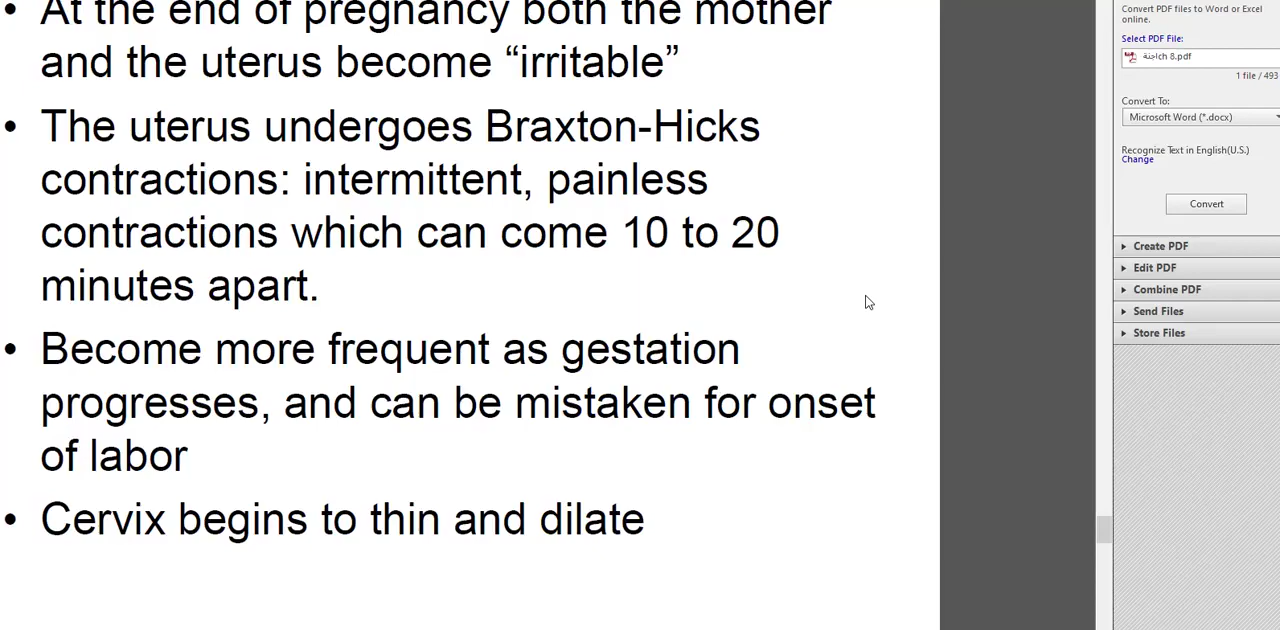 • At the end of pregnancy both the mother
and the uterus become “irritable”
• The uterus undergoes Braxton-Hicks
contractions: intermittent, painless
contractions which can come 10 to 20
minutes apart.
• Become more frequent as gestation
progresses, and can be mistaken for onset
of labor
• Cervix begins to thin and dilate
Convert PDF files to Word or Excel
online.
Select PDF File:
اجنة ch 8.pdf
1 file / 493
Convert To:
Microsoft Word (*.docx)
Recognize Text in English(U.S.)
Change
Convert
Create PDF
Edit PDF
Combine PDF
Send Files
Store Files